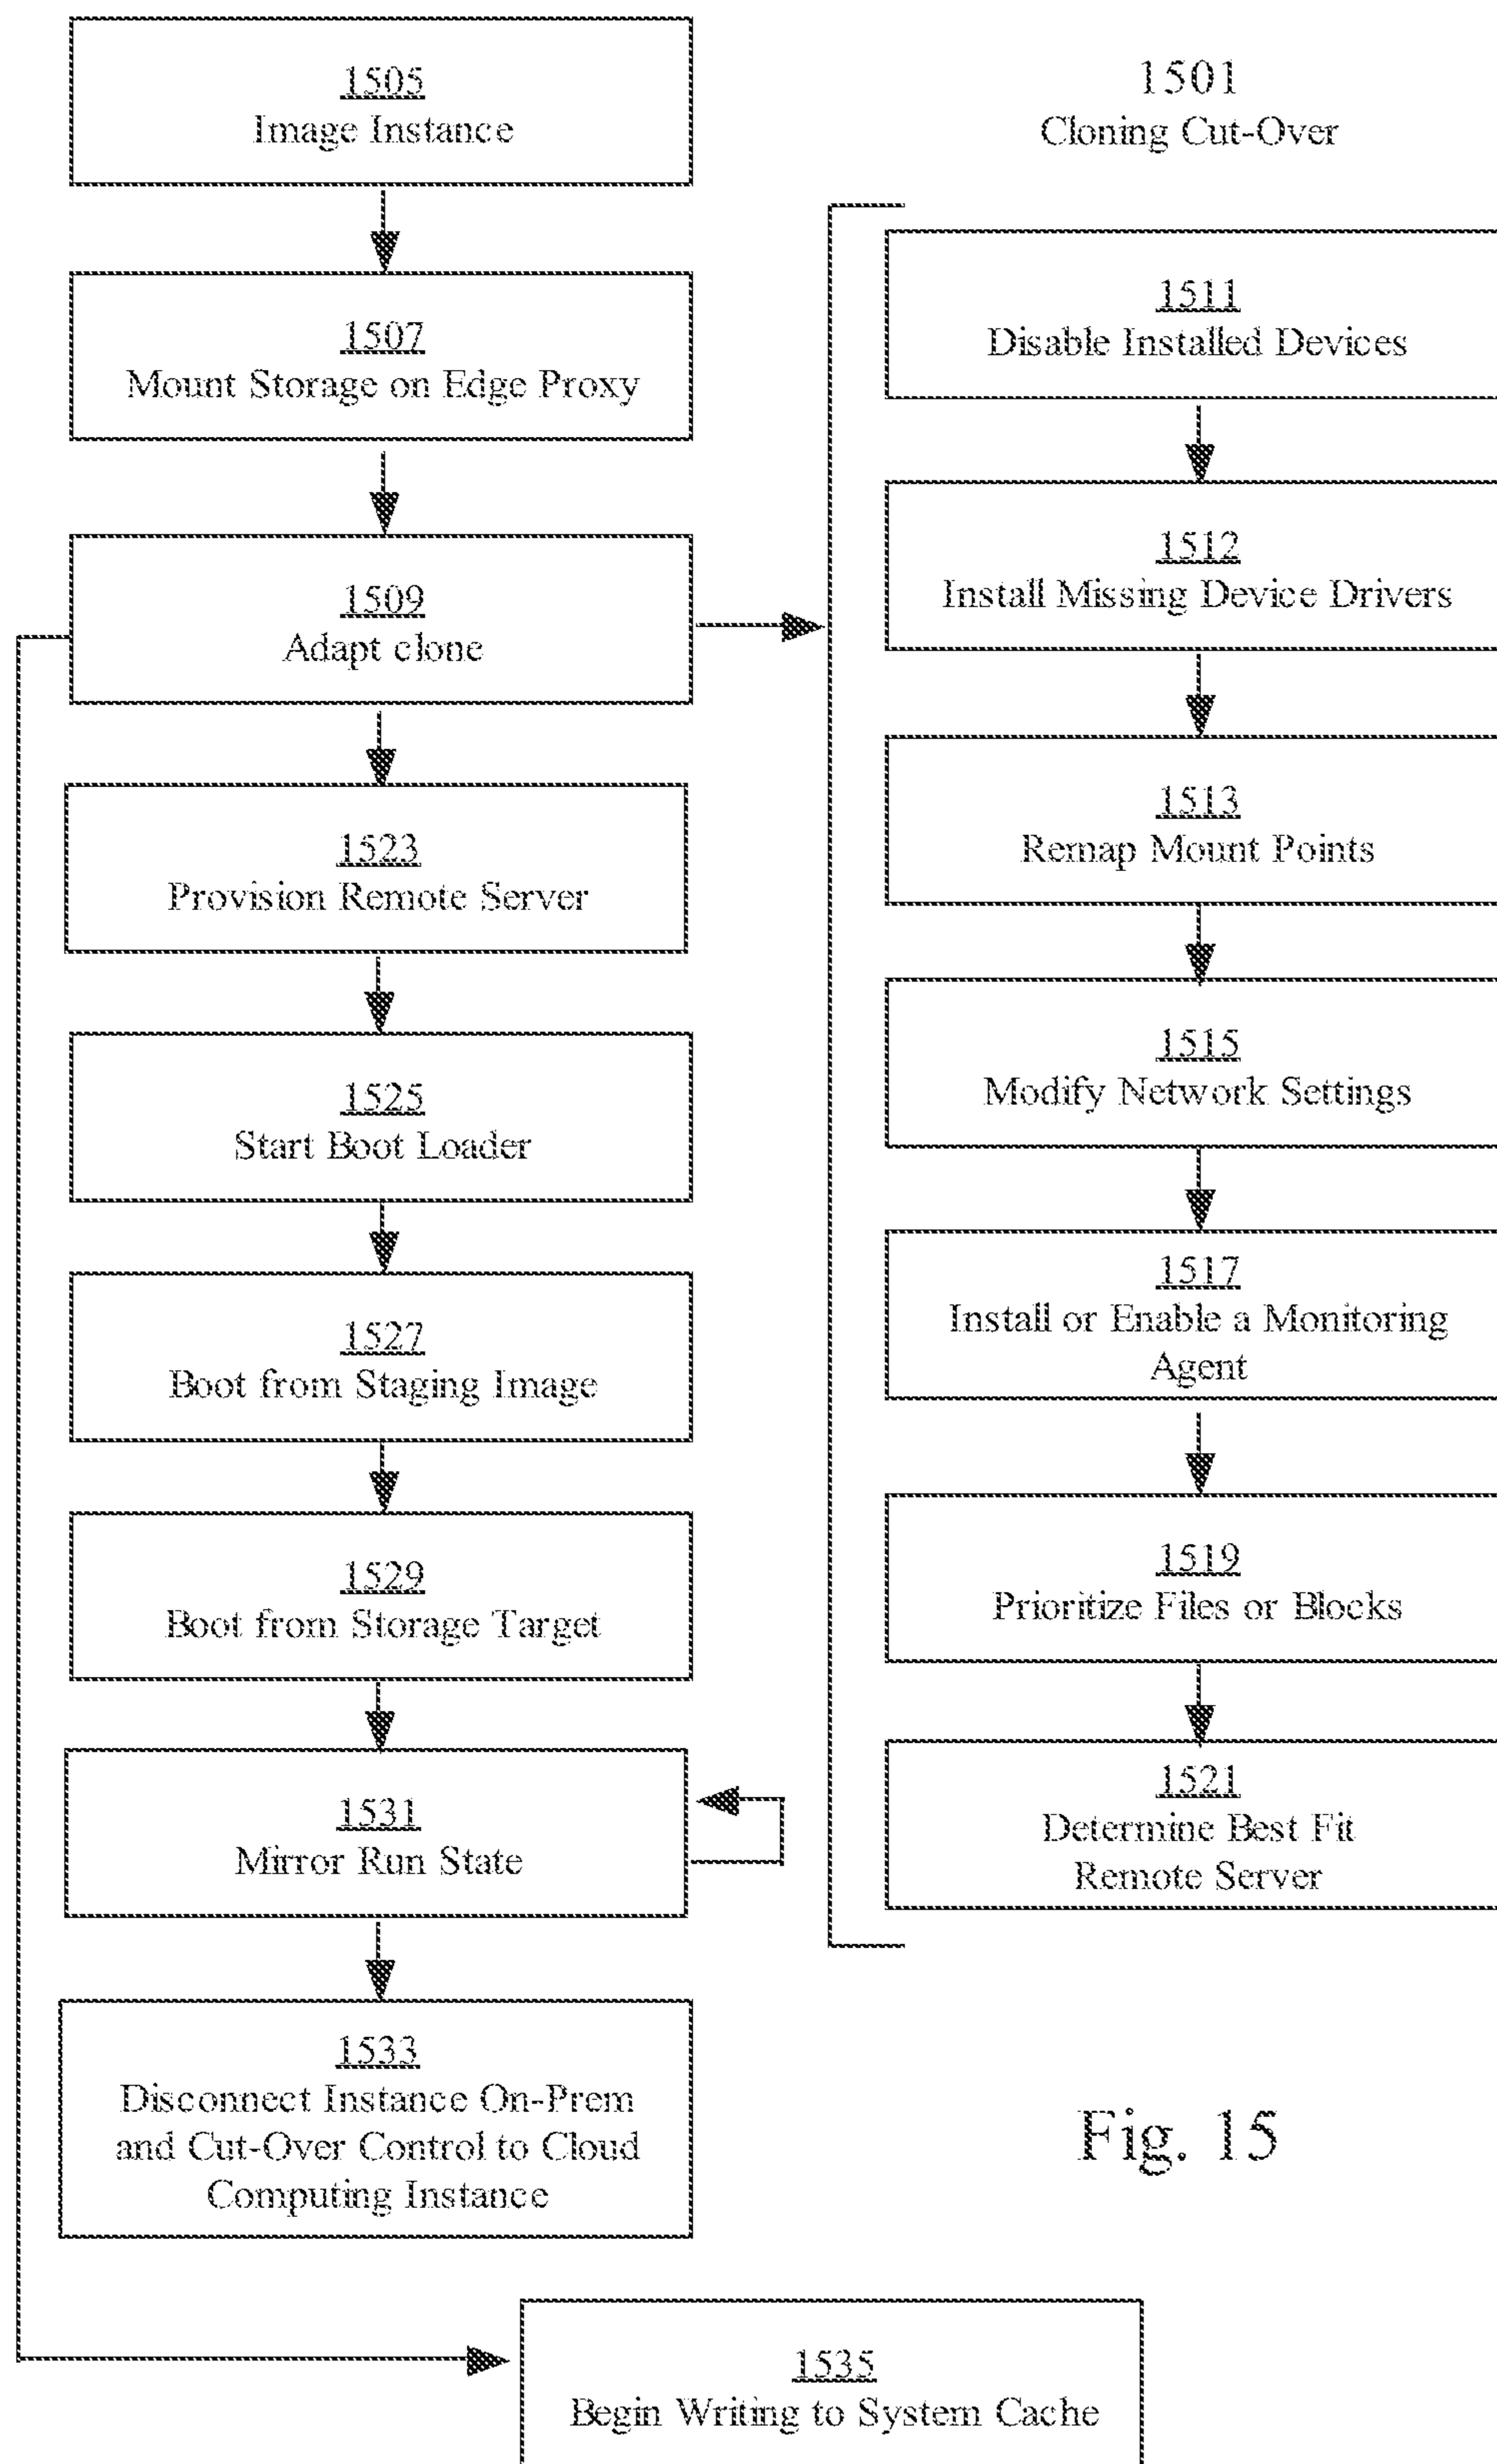 1505
Image Instance
1507
Mount Storage on Edge Proxy
1509
Adapt clone
1523
Provision Remote Server
1525
Start Boot Loader
1527
Boot from Staging Image
1529
Boot from Storage Target
1531
Mirror Run State
1533
Disconnect Instance On-Prem
and Cut-Over Control to Cloud
Computing Instance
1535
Begin Writing to System Cache
1501
Cloning Cut-Over
1511
Disable Installed Devices
1512
Install Missing Device Drivers
1513
Remap Mount Points
1515
Modify Network Settings
1517
Install or Enable a Monitoring
Agent
1519
Prioritize Files or Blocks
1521
Determine Best Fit
Remote Server
Fig. 15